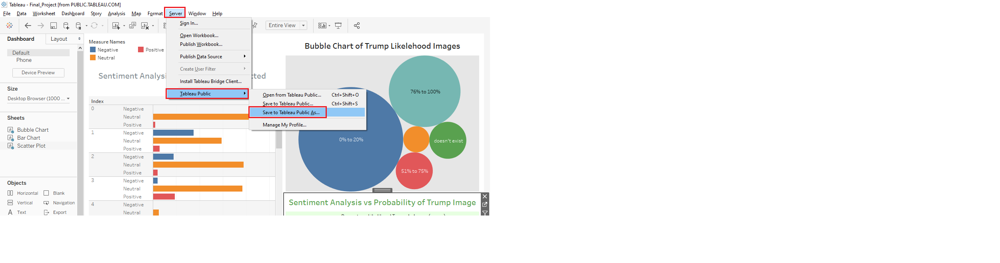 Tableau - Final_Project [from PUBLIC.TABLEAU.COM]
File Data Worksheet Dashboard Story Analysis Map Format Server Window Help
Sign In...
Open Workbook...
Publish Workbook...
Publish Data Source
Create User Filter
Install Tableau Bridge Client...
Tableau Public
Open from Tableau Public... Ctrl+Shift+O
Save to Tableau Public... Ctrl+Shift+S
Save to Tableau Public As...
Manage My Profile...
Entire View
Dashboard Layout
Default
Phone
Device Preview
Size
Desktop Browser (1000 ...
Sheets
Bubble Chart
Bar Chart
Scatter Plot
Objects
Horizontal Blank
Vertical Navigation
Text Export
Measure Names
Negative Positive
Neutral
Sentiment
Index
0 Negative
Neutral
Positive
1 Negative
Neutral
Positive
2 Negative
Neutral
Positive
3 Negative
Neutral
Positive
4 Negative
Neutral
Bubble Chart of Trump Likelehood Images
76% to 100%
0% to 20%
doesn't exist
51% to 75%
Sentiment Analysis vs Probability of Trump Image